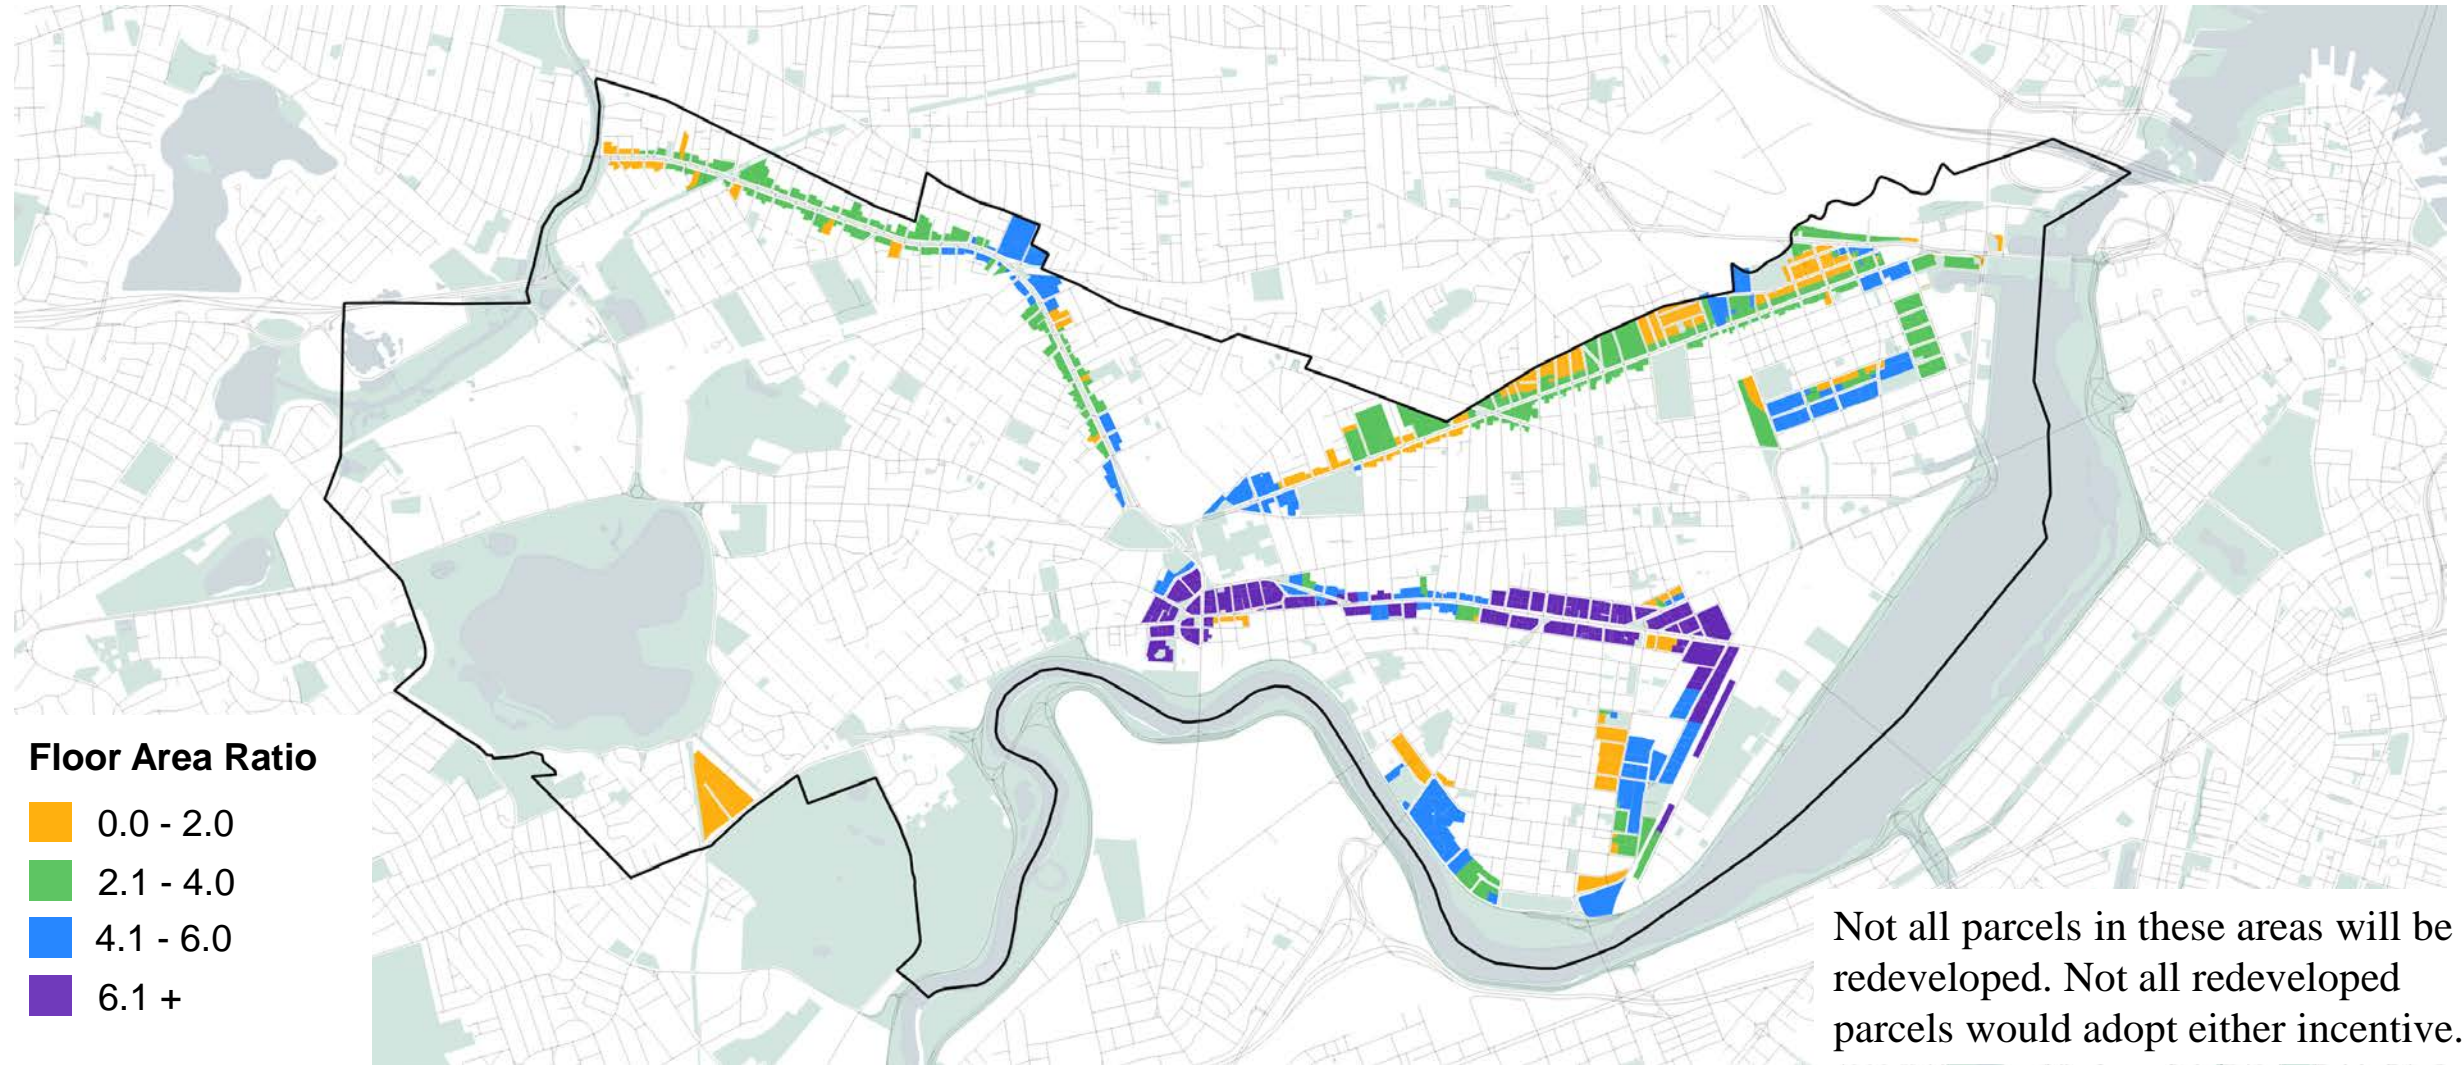 Floor Area Ratio
0.0 - 2.0
2.1 - 4.0
4.1 - 6.0
6.1 +
Not all parcels in these areas will be
redeveloped. Not all redeveloped
parcels would adopt either incentive.